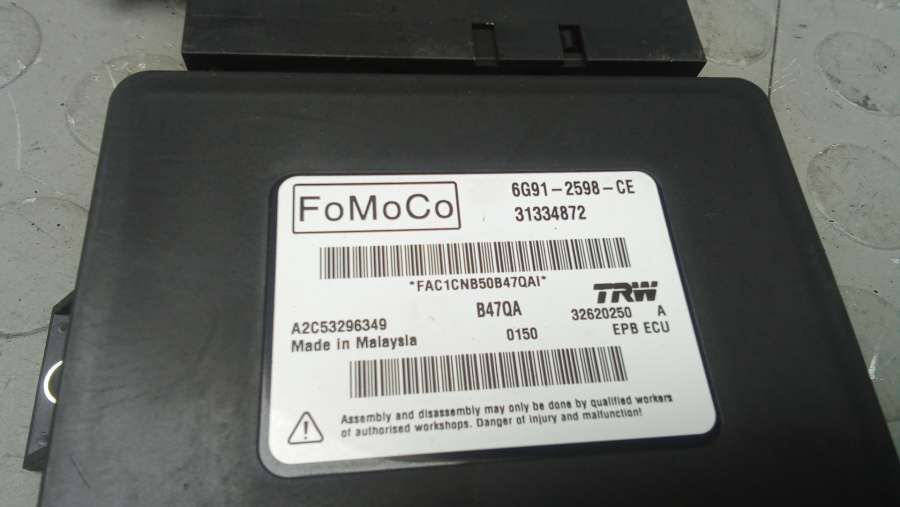 FoMoCo
6G91-2598-CE
31334872
*FAC1CNB50B47QAI*
TRW
B47QA
32620250 A
A2C53296349
0150
EPB ECU
Made in Malaysia
Assembly and disassembly may only be done by qualified workers
of authorised workshops. Danger of injury and malfunction!